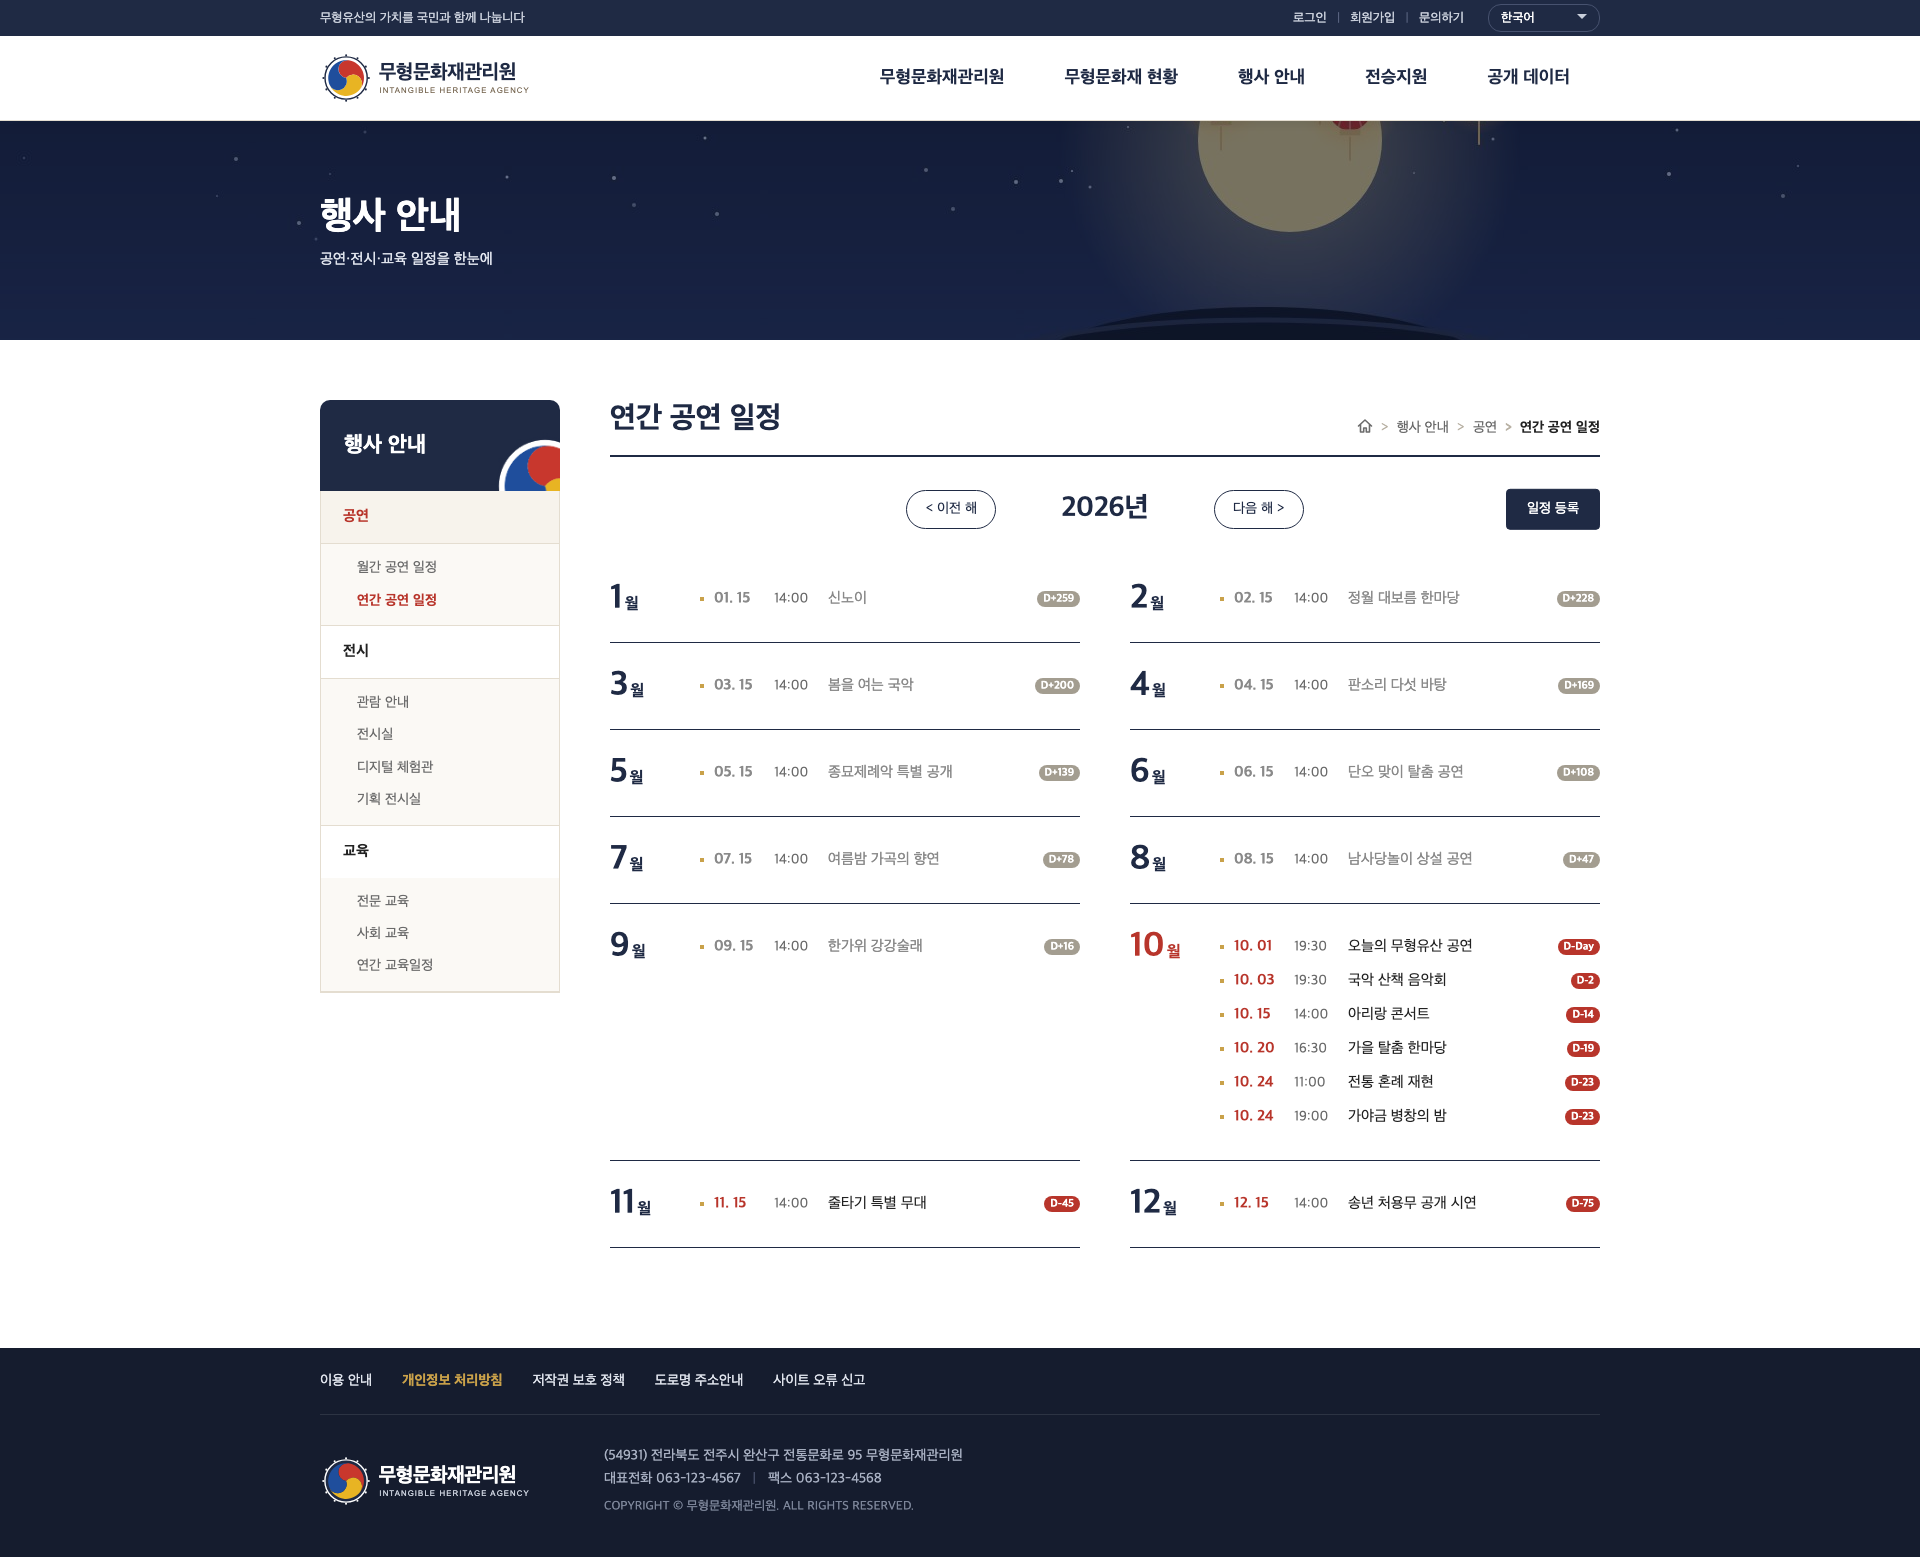 무형유산의 가치를 국민과 함께 나눕니다
로그인 | 회원가입 | 문의하기 한국어
무형문화재관리원
INTANGIBLE HERITAGE AGENCY
무형문화재관리원 무형문화재 현황 행사 안내 전승지원 공개 데이터
행사 안내
공연·전시·교육 일정을 한눈에
행사 안내
공연
월간 공연 일정
연간 공연 일정
전시
관람 안내
전시실
디지털 체험관
기획 전시실
교육
전문 교육
사회 교육
연간 교육일정
연간 공연 일정
> 행사 안내 > 공연 > 연간 공연 일정
< 이전 해 2026년 다음 해 > 일정 등록
1월 01. 15 14:00 신노이 D+259
2월 02. 15 14:00 정월 대보름 한마당 D+228
3월 03. 15 14:00 봄을 여는 국악 D+200
4월 04. 15 14:00 판소리 다섯 바탕 D+169
5월 05. 15 14:00 종묘제례악 특별 공개 D+139
6월 06. 15 14:00 단오 맞이 탈춤 공연 D+108
7월 07. 15 14:00 여름밤 가곡의 향연 D+78
8월 08. 15 14:00 남사당놀이 상설 공연 D+47
9월 09. 15 14:00 한가위 강강술래 D+16
10월 10. 01 19:30 오늘의 무형유산 공연 D-Day
10. 03 19:30 국악 산책 음악회 D-2
10. 15 14:00 아리랑 콘서트 D-14
10. 20 16:30 가을 탈춤 한마당 D-19
10. 24 11:00 전통 혼례 재현 D-23
10. 24 19:00 가야금 병창의 밤 D-23
11월 11. 15 14:00 줄타기 특별 무대 D-45
12월 12. 15 14:00 송년 처용무 공개 시연 D-75
이용 안내 개인정보 처리방침 저작권 보호 정책 도로명 주소안내 사이트 오류 신고
무형문화재관리원
INTANGIBLE HERITAGE AGENCY
(54931) 전라북도 전주시 완산구 전통문화로 95 무형문화재관리원
대표전화 063-123-4567 | 팩스 063-123-4568
COPYRIGHT © 무형문화재관리원. ALL RIGHTS RESERVED.